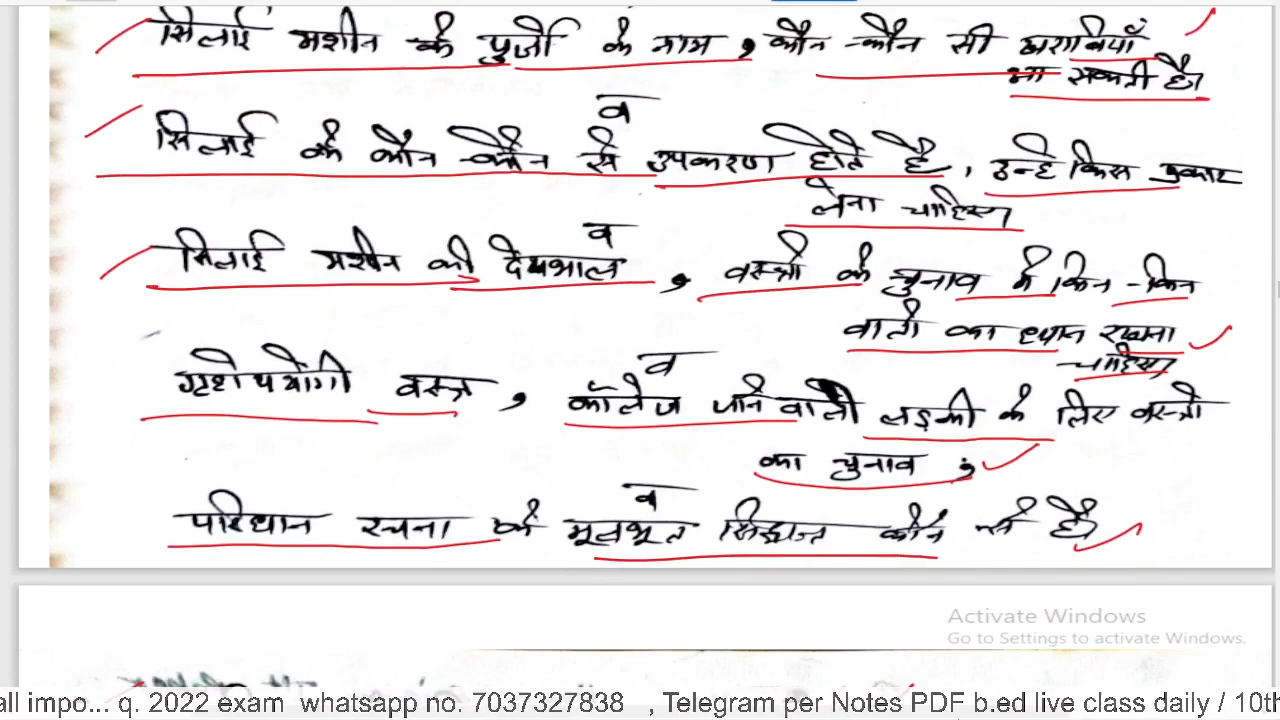 सिलाई मशीन के पुर्जो के नाम, कौन-कौन सी खराबियाँ
आ सकती है।
व
सिलाई के कौन-कौन से उपकरण होते है, उन्हे किस प्रकार
लेना चाहिए।
व
सिलाई मशीन की देखभाल, वस्त्रो के चुनाव मे किन-किन
बातो का ध्यान रखना
चाहिए।
व
गृहोपयोगी वस्त्र, कॉलेज जाने वाली लड़की के लिए वस्त्रो
का चुनाव,
व
परिधान रचना के मूलभूत सिद्धान्त कौन से है।
Activate Windows
Go to Settings to activate Windows.
all impo... q. 2022 exam whatsapp no. 7037327838 , Telegram per Notes PDF b.ed live class daily / 10th